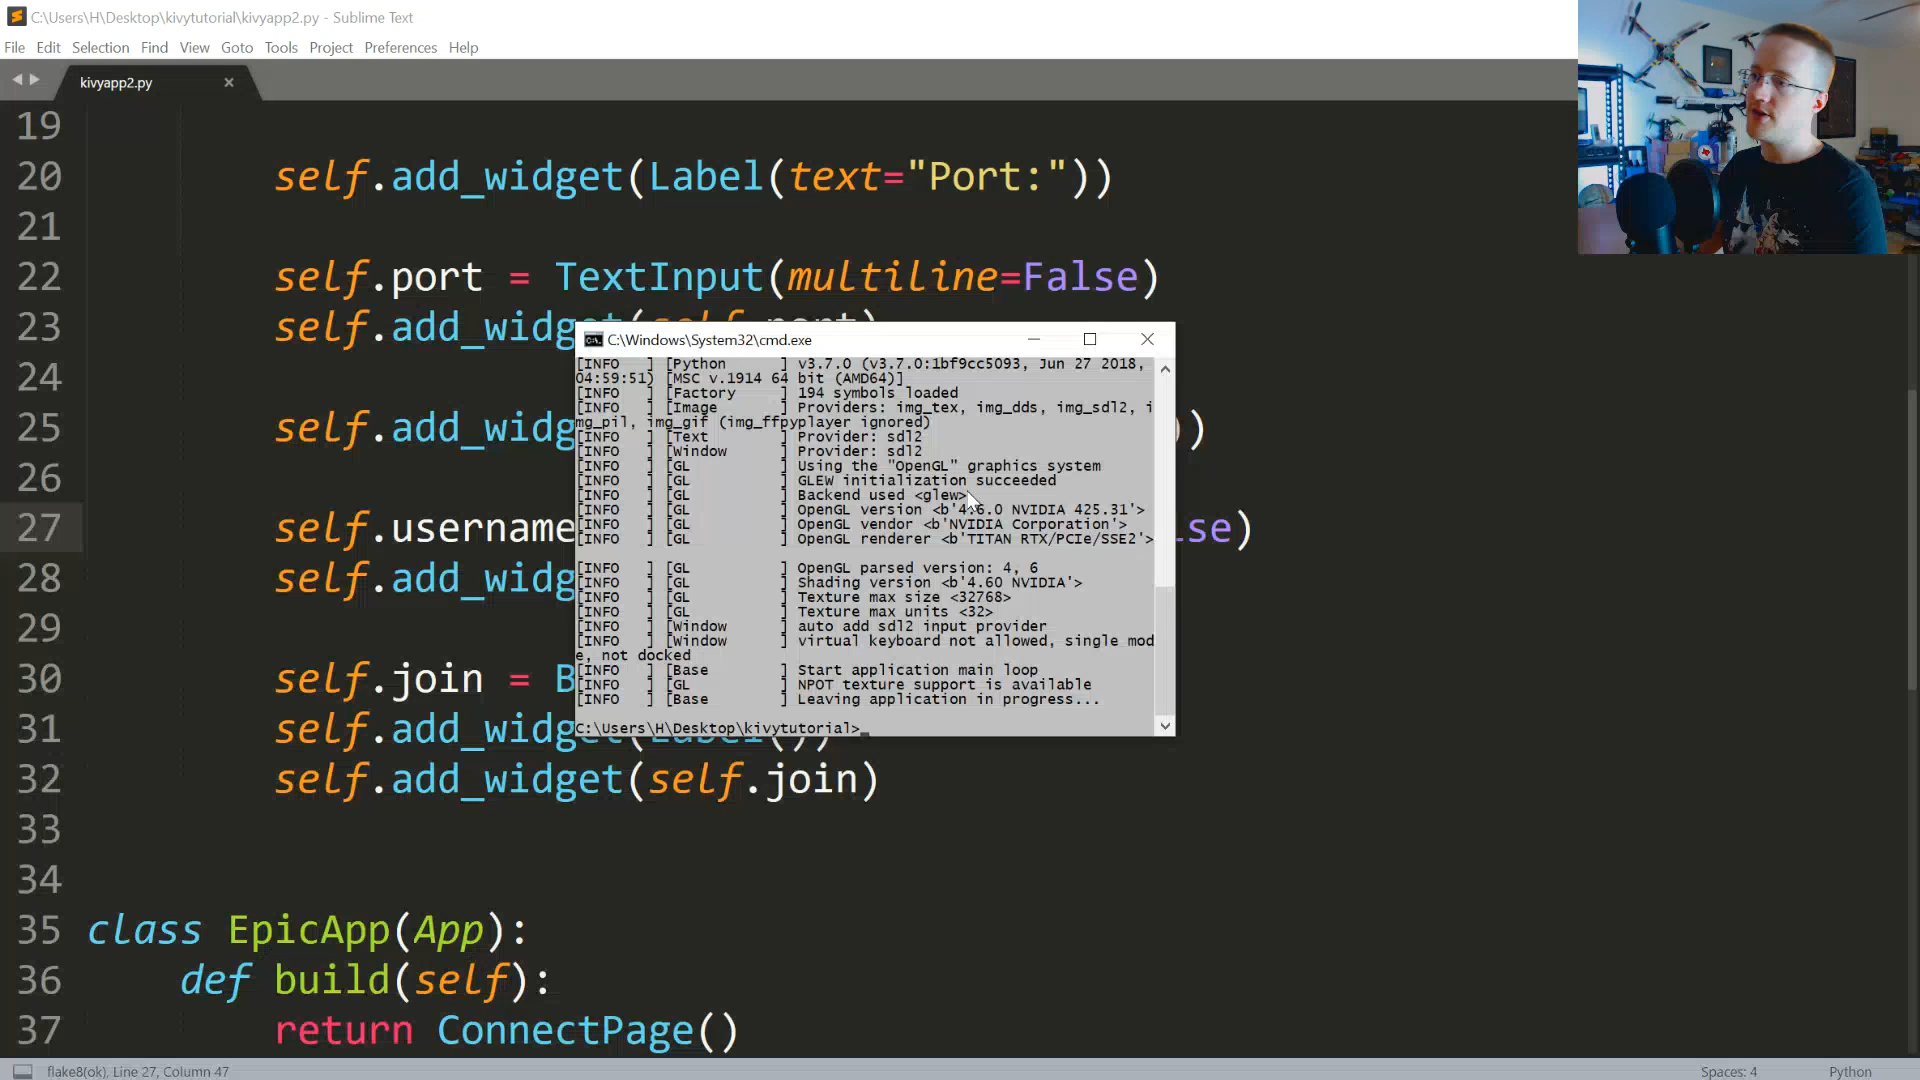 C:\Users\H\Desktop\kivytutorial\kivyapp2.py - Sublime Text
File Edit Selection Find View Goto Tools Project Preferences Help
kivyapp2.py
19
20 self.add_widget(Label(text="Port:"))
21
22 self.port = TextInput(multiline=False)
23 self.add_widget(self.port)
24
25 self.add_widg ))
26
27 self.username lse)
28 self.add_widg
29
30 self.join = B
31 self.add_widget(Label())
32 self.add_widget(self.join)
33
34
35 class EpicApp(App):
36 def build(self):
37 return ConnectPage()
C:\Windows\System32\cmd.exe
[INFO ] [Python ] v3.7.0 (v3.7.0:1bf9cc5093, Jun 27 2018,
04:59:51) [MSC v.1914 64 bit (AMD64)]
[INFO ] [Factory ] 194 symbols loaded
[INFO ] [Image ] Providers: img_tex, img_dds, img_sdl2, i
mg_pil, img_gif (img_ffpyplayer ignored)
[INFO ] [Text ] Provider: sdl2
[INFO ] [Window ] Provider: sdl2
[INFO ] [GL ] Using the "OpenGL" graphics system
[INFO ] [GL ] GLEW initialization succeeded
[INFO ] [GL ] Backend used <glew>
[INFO ] [GL ] OpenGL version <b'4.6.0 NVIDIA 425.31'>
[INFO ] [GL ] OpenGL vendor <b'NVIDIA Corporation'>
[INFO ] [GL ] OpenGL renderer <b'TITAN RTX/PCIe/SSE2'>
[INFO ] [GL ] OpenGL parsed version: 4, 6
[INFO ] [GL ] Shading version <b'4.60 NVIDIA'>
[INFO ] [GL ] Texture max size <32768>
[INFO ] [GL ] Texture max units <32>
[INFO ] [Window ] auto add sdl2 input provider
[INFO ] [Window ] virtual keyboard not allowed, single mod
e, not docked
[INFO ] [Base ] Start application main loop
[INFO ] [GL ] NPOT texture support is available
[INFO ] [Base ] Leaving application in progress...
C:\Users\H\Desktop\kivytutorial>
flake8(ok), Line 27, Column 47
Spaces: 4
Python